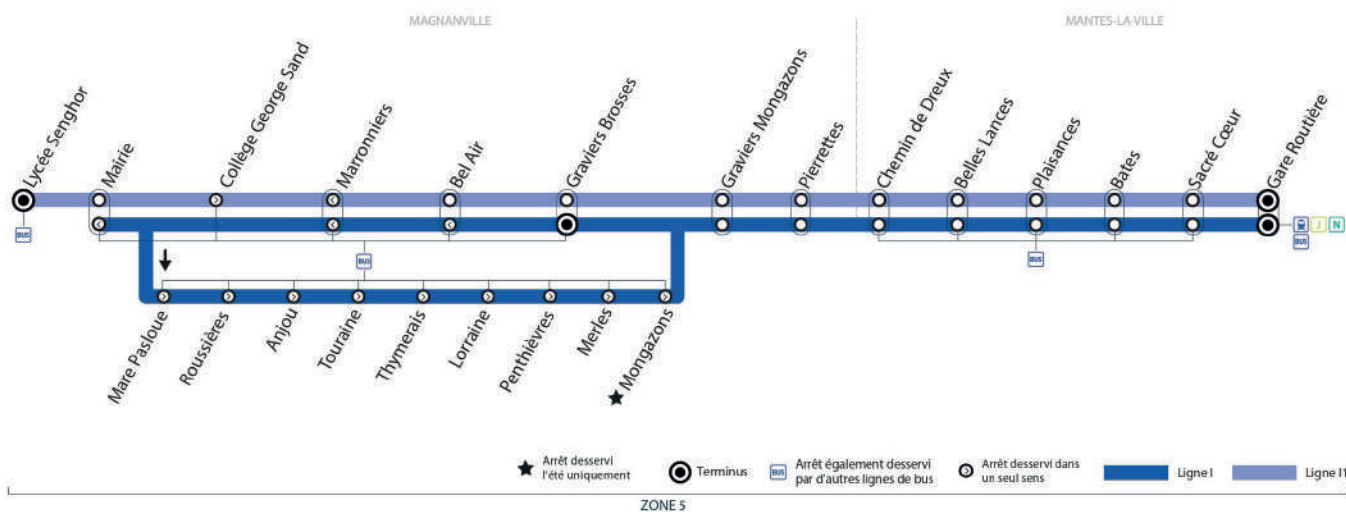 MAGNANVILLE
MANTES-LA-VILLE
Lycée Senghor
Mairie
Collège George Sand
Marronniers
Bel Air
Graviers Brosses
Graviers Mongazons
Pierrettes
Chemin de Dreux
Belles Lances
Plaisances
Bates
Sacré Cœur
Gare Routière
BUS
J
N
BUS
BUS
BUS
Mare Pasloue
Roussières
Anjou
Touraine
Thymerais
Lorraine
Penthièvres
Merles
Mongazons
Arrêt desservi
l'été uniquement
Terminus
BUS
Arrêt également desservi
par d'autres lignes de bus
Arrêt desservi dans
un seul sens
Ligne I
Ligne I1
ZONE 5